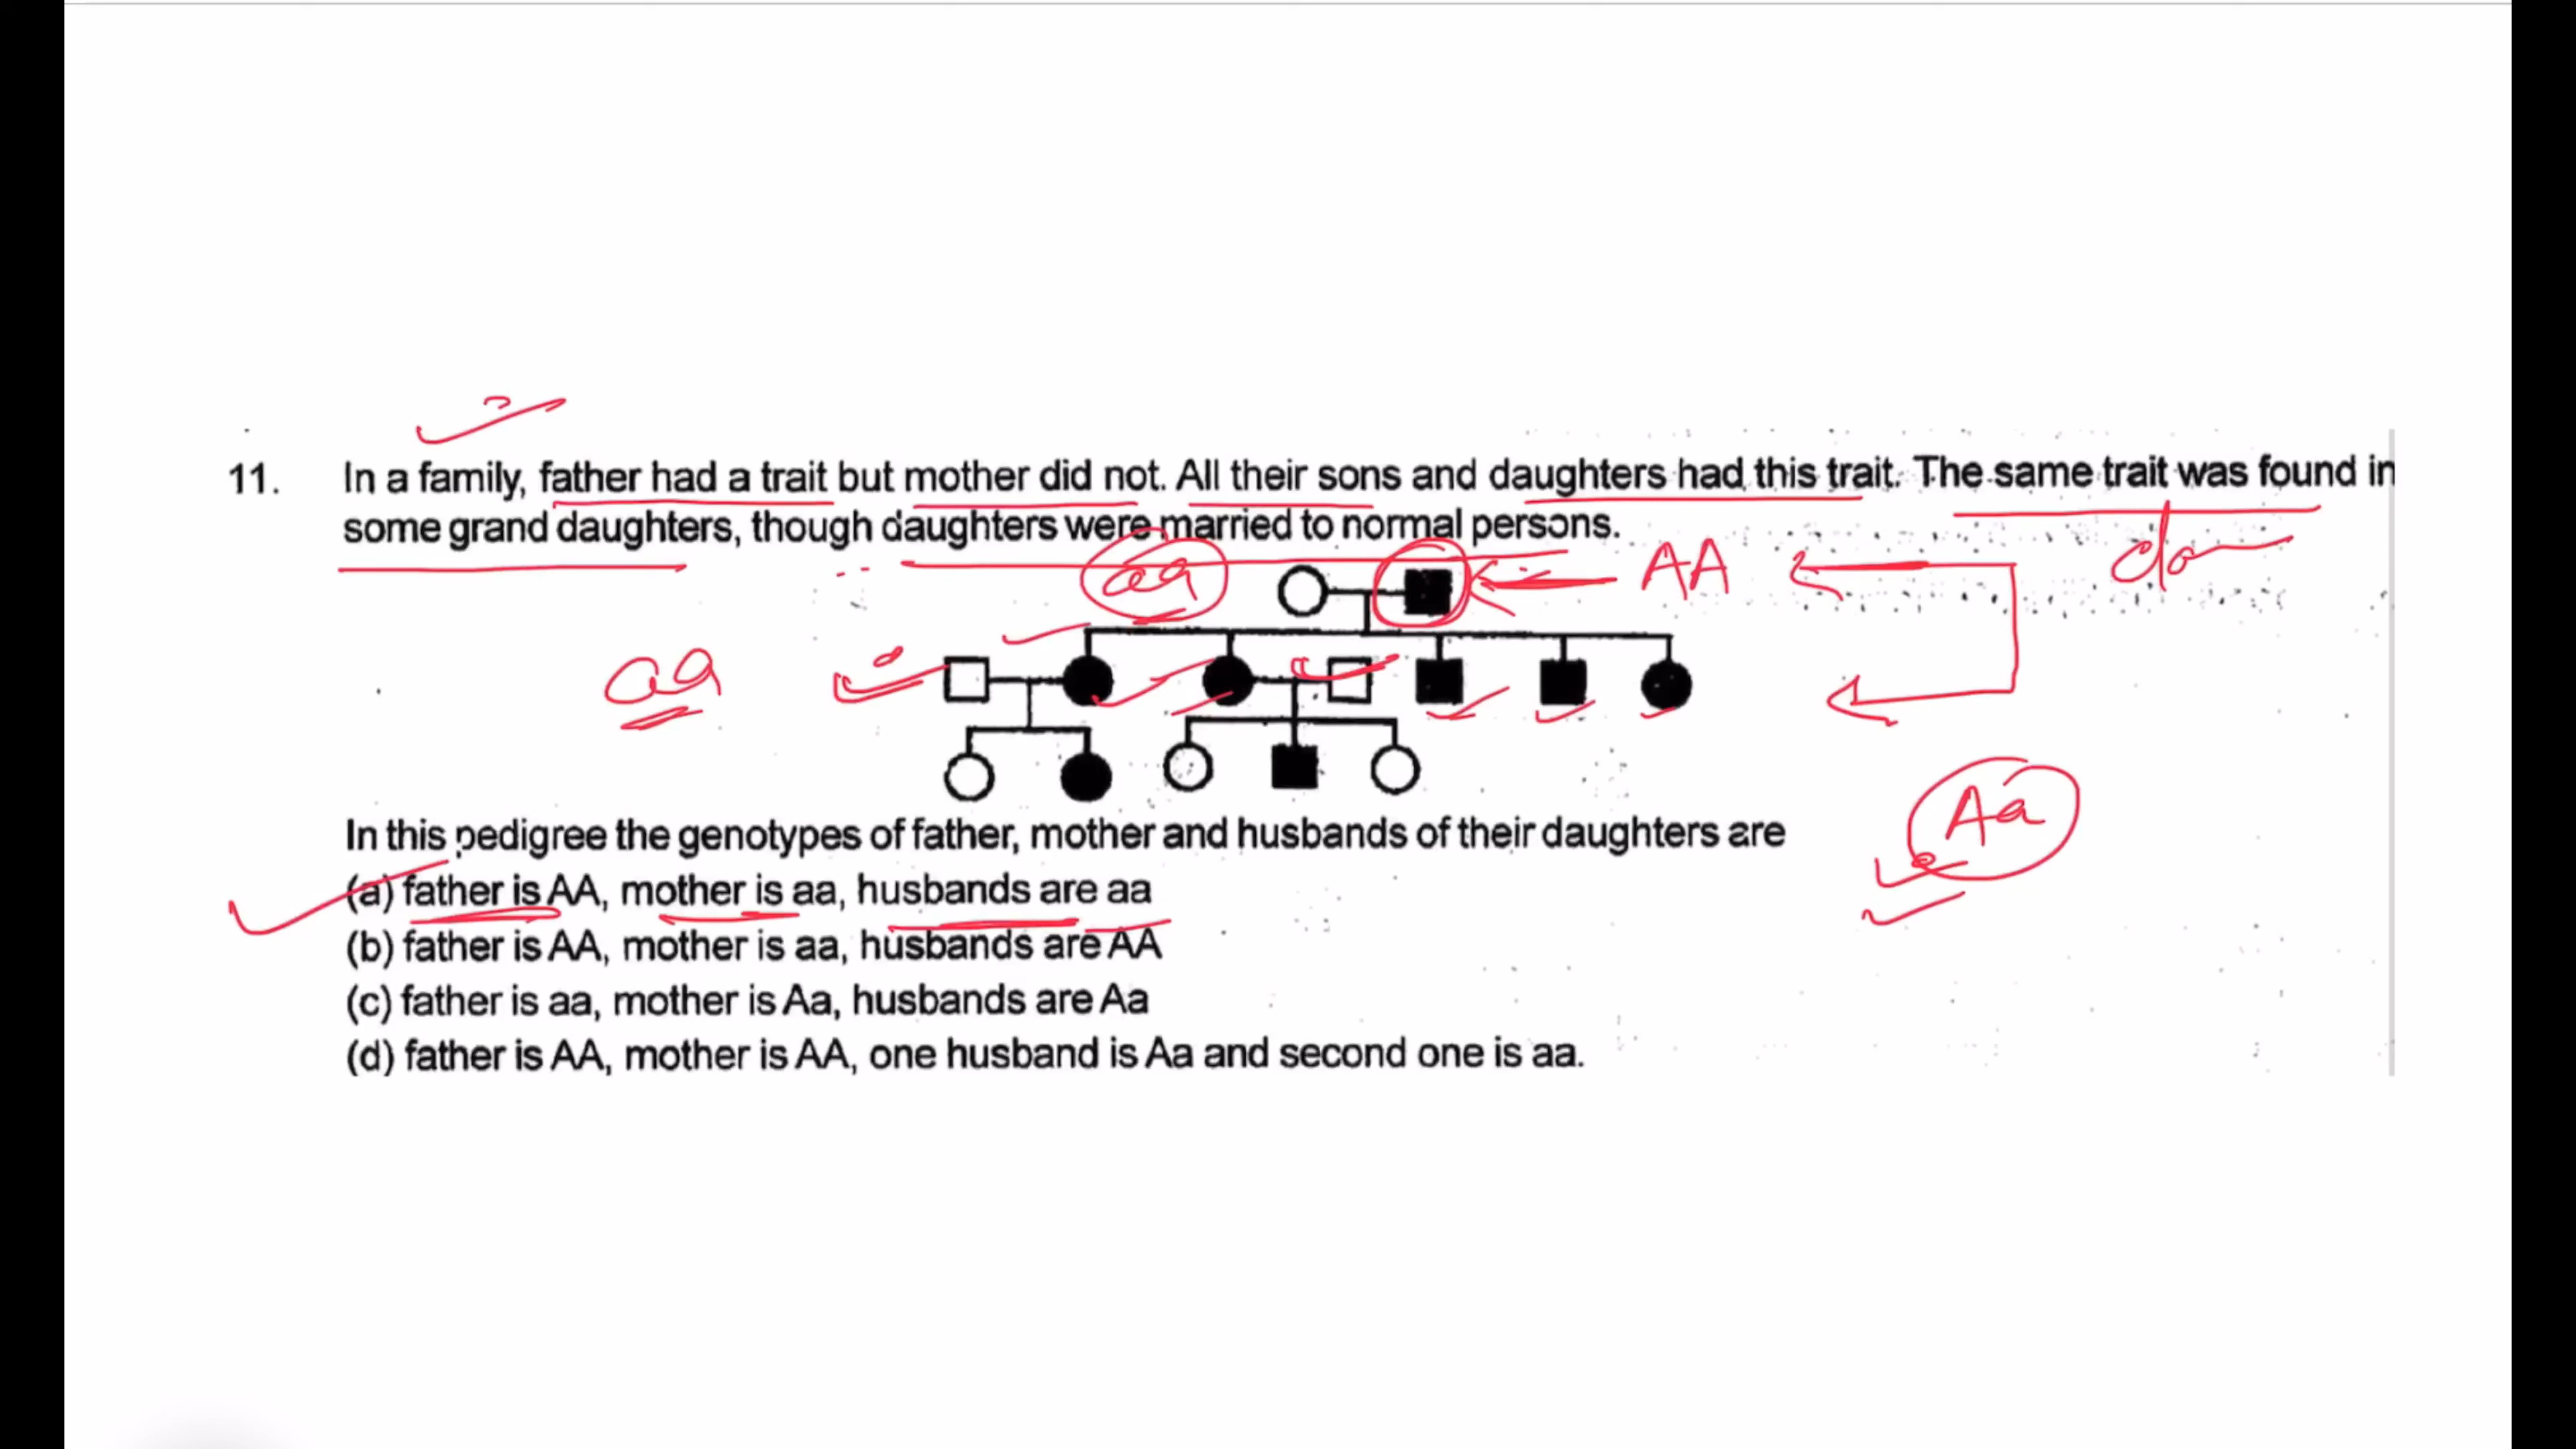 11. In a family, father had a trait but mother did not. All their sons and daughters had this trait. The same trait was found in
some grand daughters, though daughters were married to normal persons.
aa
AA
do
aa
Aa
In this pedigree the genotypes of father, mother and husbands of their daughters are
(a) father is AA, mother is aa, husbands are aa
(b) father is AA, mother is aa, husbands are AA
(c) father is aa, mother is Aa, husbands are Aa
(d) father is AA, mother is AA, one husband is Aa and second one is aa.